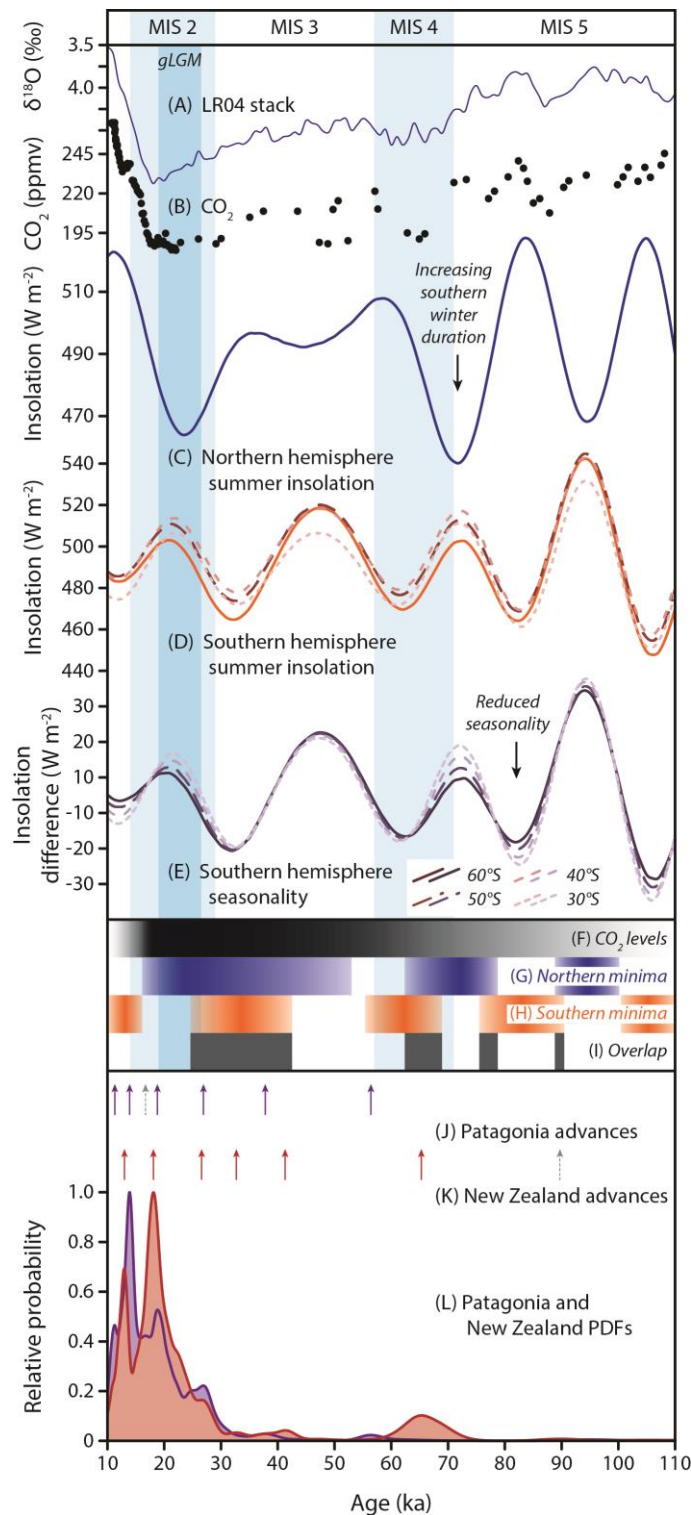 MIS 2 MIS 3 MIS 4 MIS 5
gLGM
δ¹⁸O (‰)
3.5
4.0
(A) LR04 stack
CO₂ (ppmv)
245
220
195
(B) CO₂
Insolation (W m⁻²)
510
490
470
Increasing
southern
winter
duration
(C) Northern hemisphere
summer insolation
Insolation (W m⁻²)
540
520
500
480
460
440
(D) Southern hemisphere
summer insolation
Insolation
difference (W m⁻²)
30
20
10
-10
-20
-30
Reduced
seasonality
(E) Southern hemisphere
seasonality
60°S 40°S
50°S 30°S
(F) CO₂ levels
(G) Northern minima
(H) Southern minima
(I) Overlap
(J) Patagonia advances
(K) New Zealand advances
Relative probability
1.0
0.8
0.6
0.4
0.2
0
(L) Patagonia and
New Zealand PDFs
10 20 30 40 50 60 70 80 90 100 110
Age (ka)